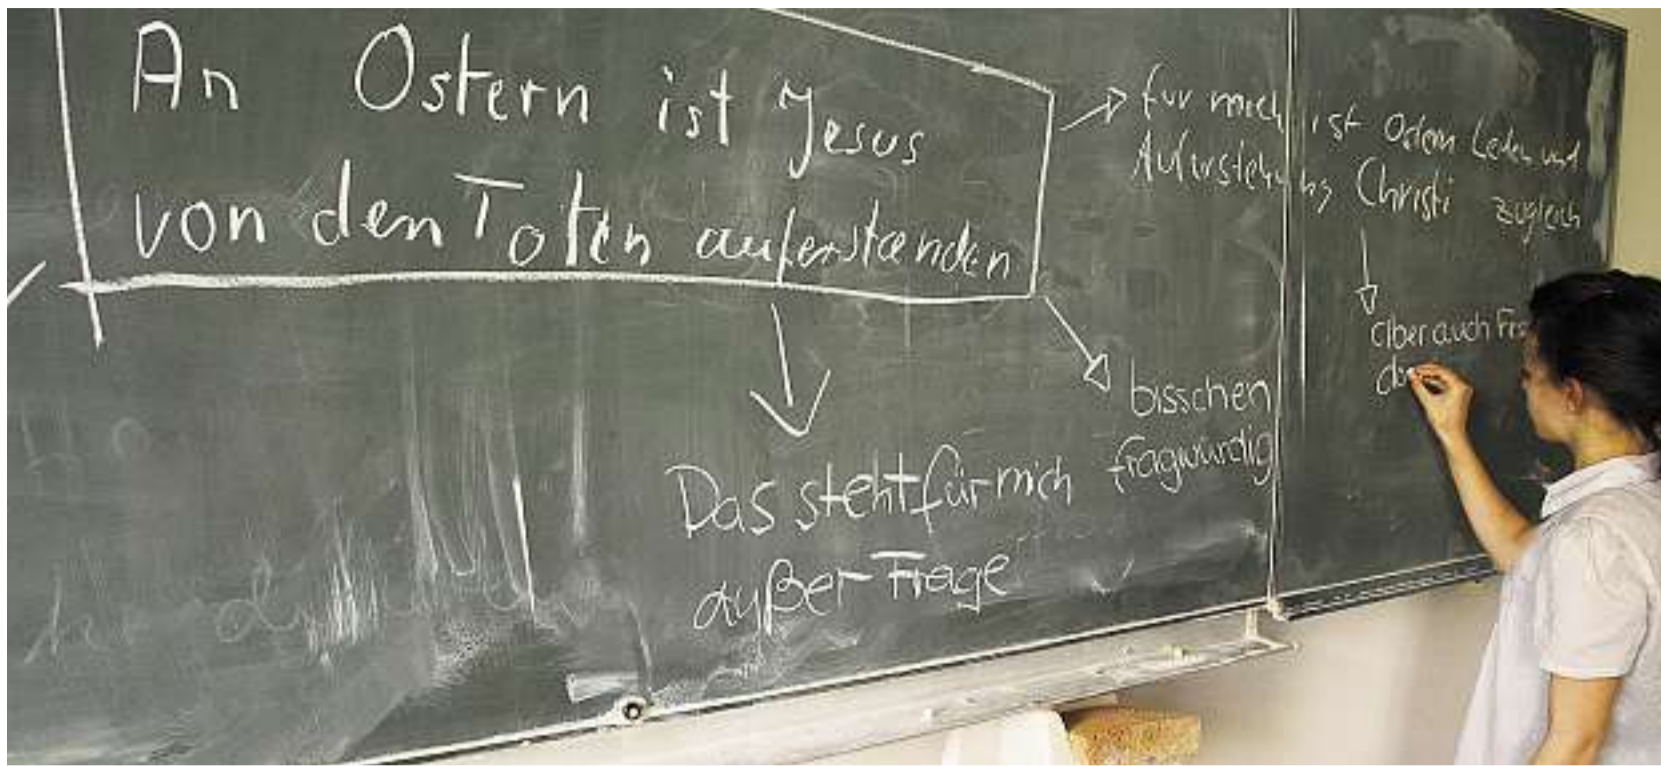 An Ostern ist Jesus
von den Toten auferstanden
für mich ist Ostern Leiden und
Auferstehung Christi zugleich
aber auch
bisschen
fragwürdig
Das steht für mich
außer Frage